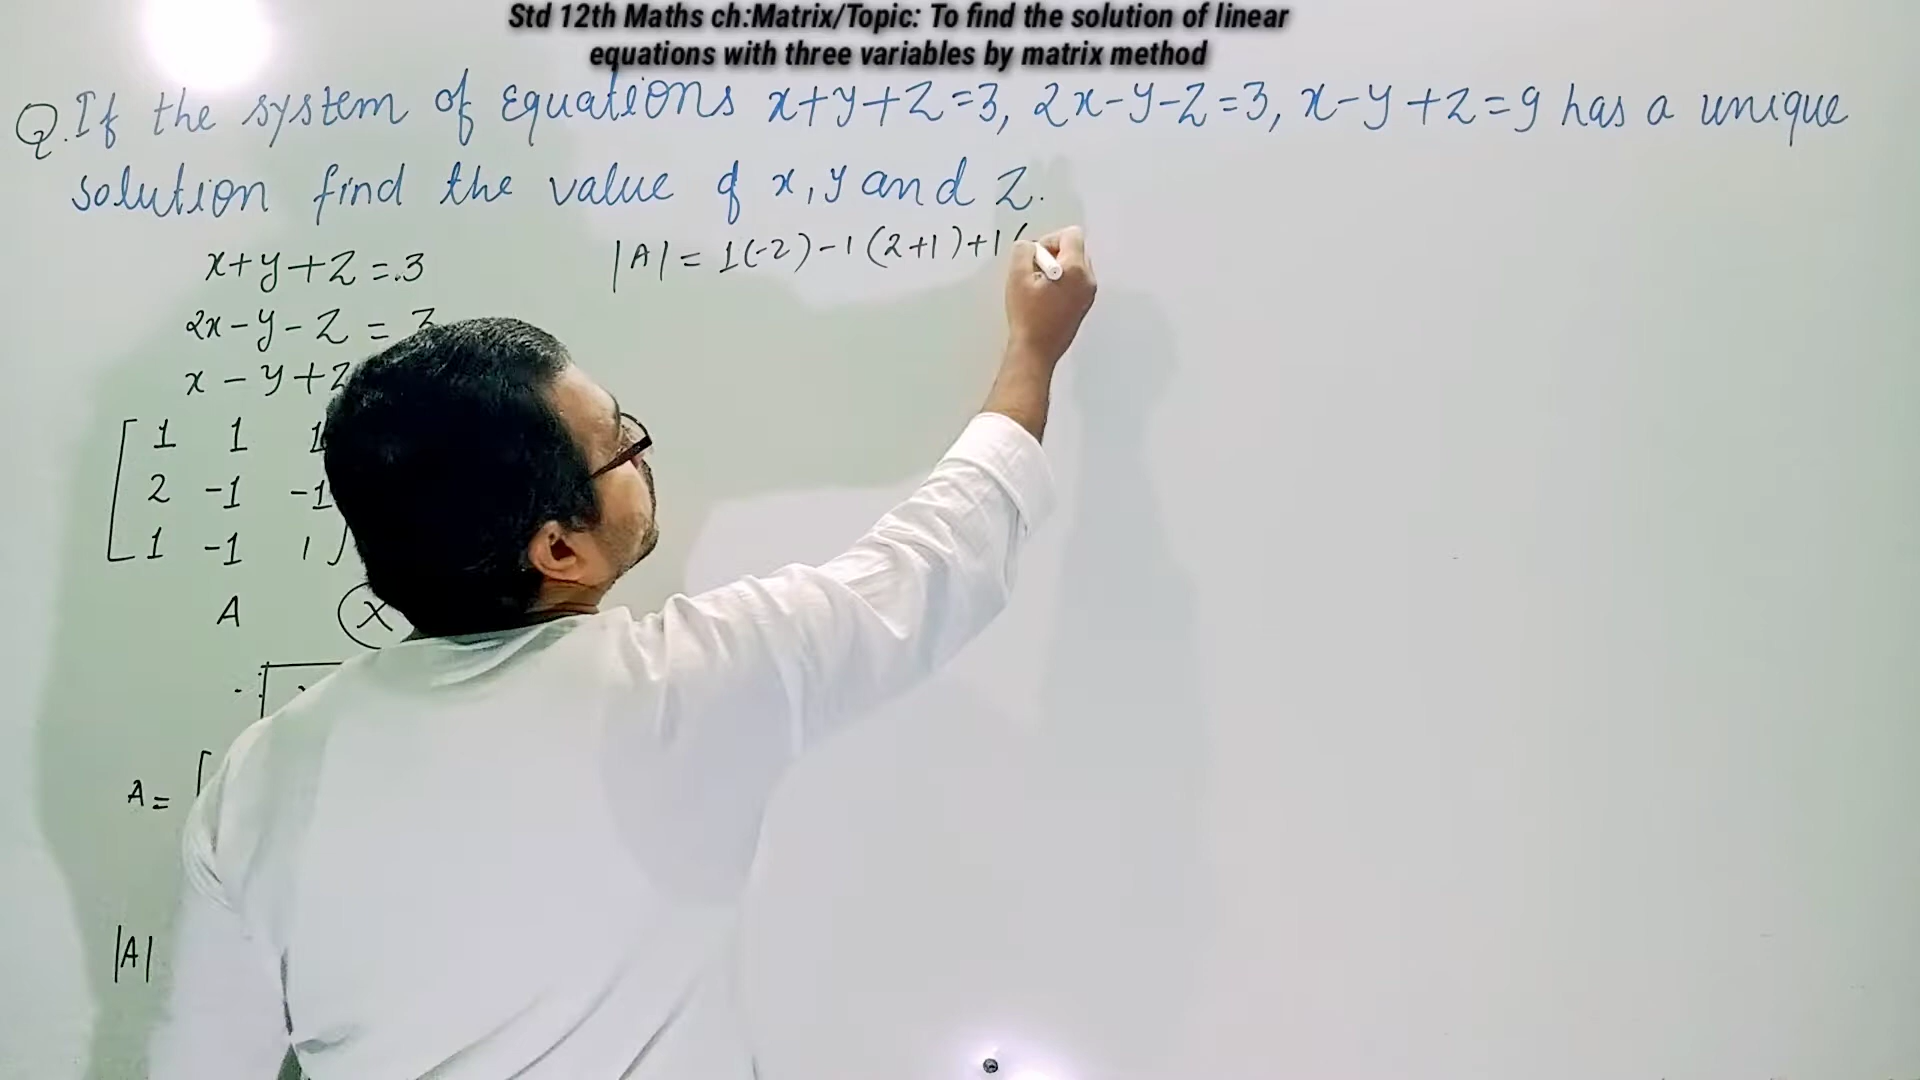 Std 12th Maths ch:Matrix/Topic: To find the solution of linear
equations with three variables by matrix method
Q. If the system of Equations x+y+z=3, 2x-y-z=3, x-y+z=9 has a unique
solution find the value of x, y and z.
x+y+z=3
2x-y-z = 3
x-y+z
1 1 1
2 -1 -1
1 -1 1
A X
A = [
|A|
|A| = 1(-2)-1(2+1)+1(